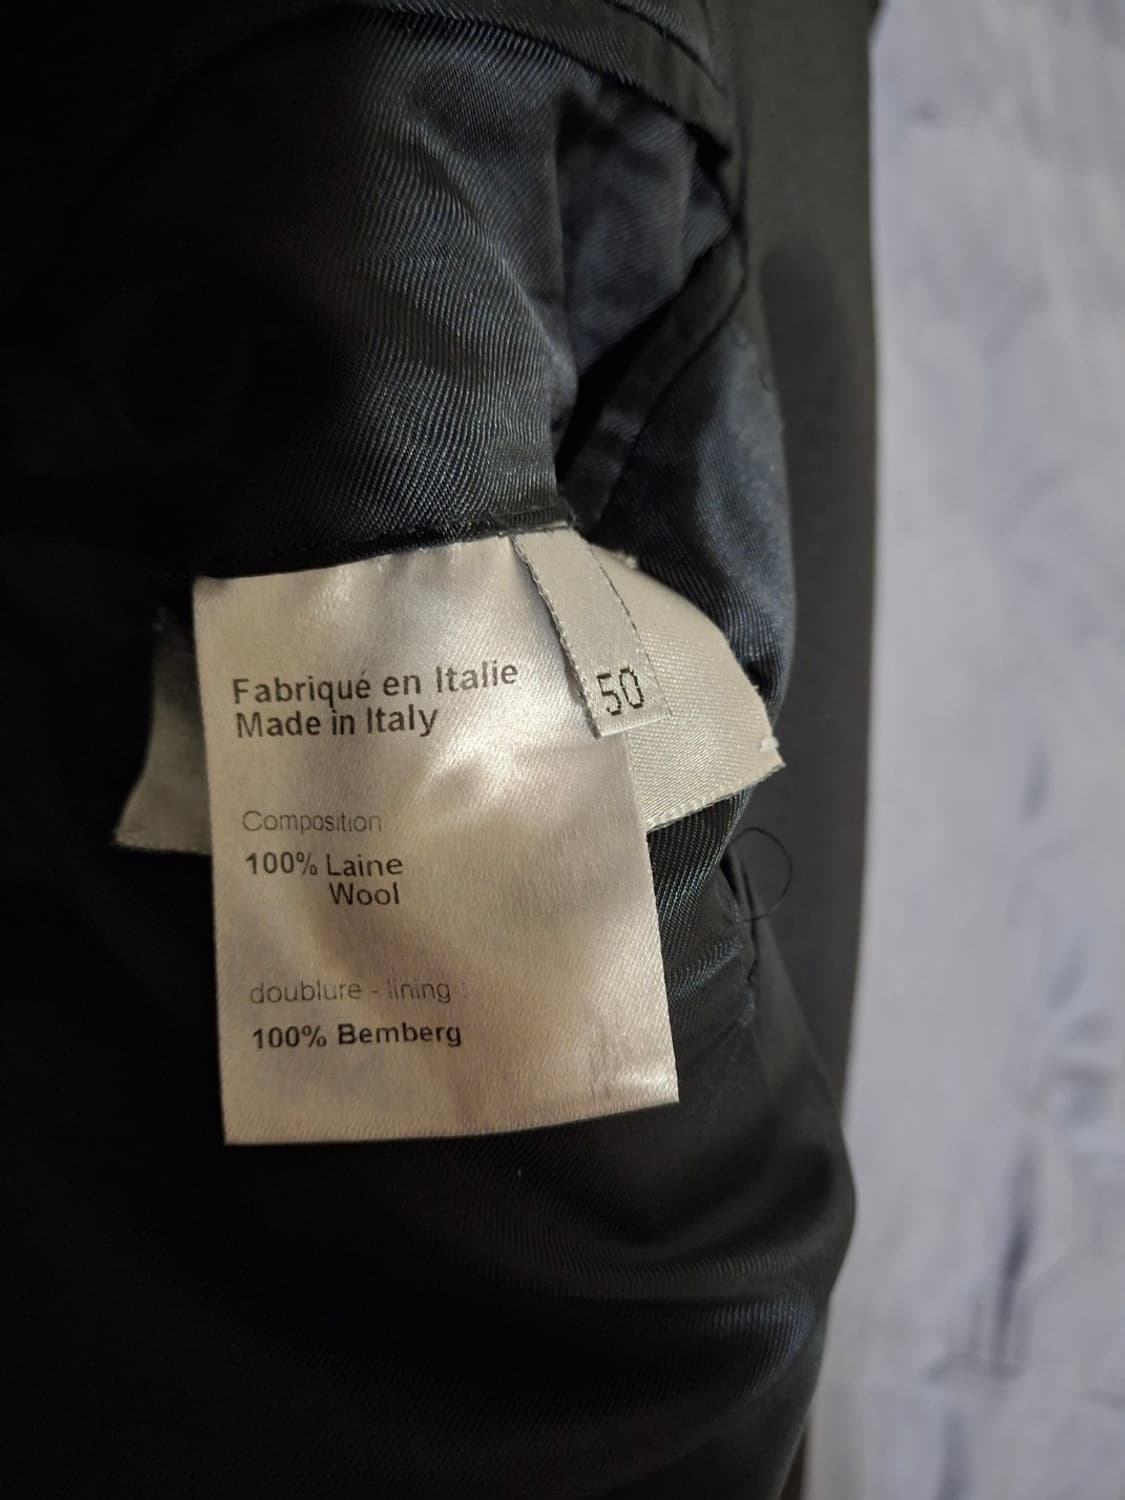 Fabriqué en Italie
Made in Italy
50
Composition
100% Laine
Wool
doublure - lining
100% Bemberg